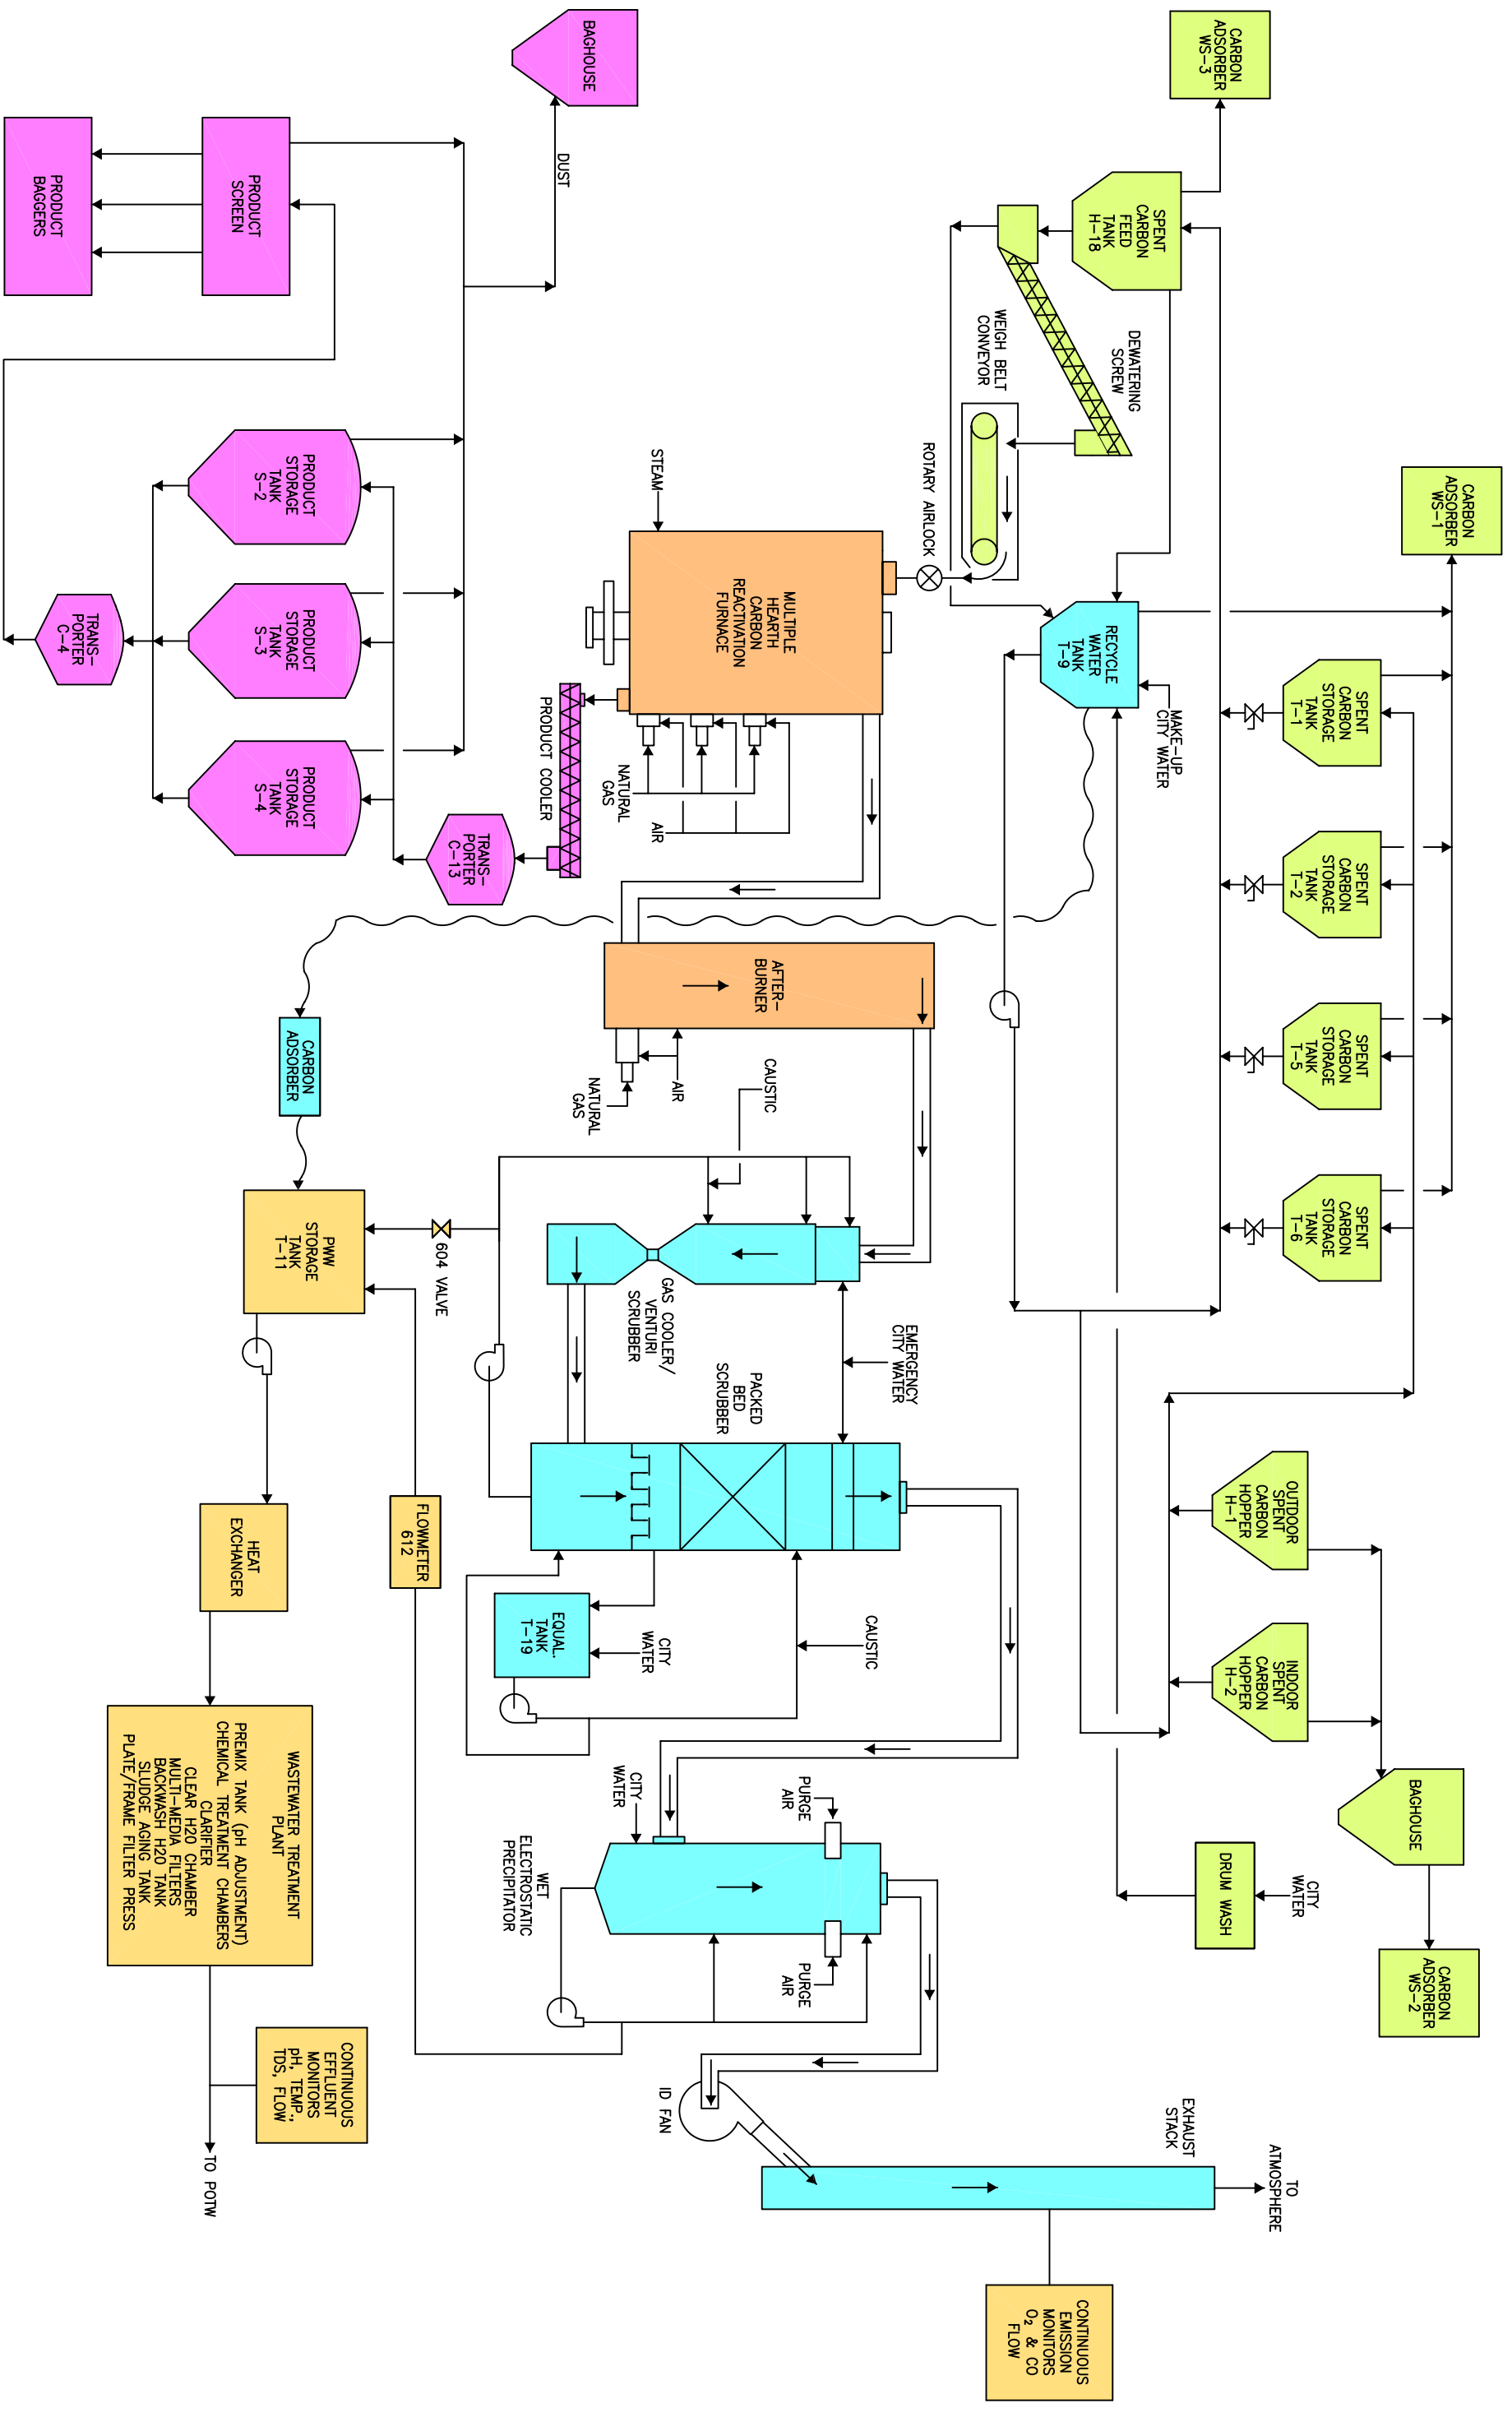 CARBON
ADSORBER
WS-1
CARBON
ADSORBER
WS-3
SPENT
CARBON
STORAGE
TANK
T-1
SPENT
CARBON
STORAGE
TANK
T-2
SPENT
CARBON
STORAGE
TANK
T-5
SPENT
CARBON
STORAGE
TANK
T-6
OUTDOOR
SPENT
CARBON
HOPPER
H-1
INDOOR
SPENT
CARBON
HOPPER
H-2
BAGHOUSE
CARBON
ADSORBER
WS-2
CITY
WATER
DRUM WASH
SPENT
CARBON
FEED
TANK
H-18
DEWATERING
SCREW
WEIGH BELT
CONVEYOR
ROTARY AIRLOCK
RECYCLE
WATER
TANK
T-9
MAKE-UP
CITY WATER
STEAM
MULTIPLE
HEARTH
CARBON
REACTIVATION
FURNACE
NATURAL
GAS
AIR
PRODUCT COOLER
AFTER-
BURNER
AIR
NATURAL
GAS
CAUSTIC
GAS COOLER/
VENTURI
SCRUBBER
EMERGENCY
CITY WATER
PACKED
BED
SCRUBBER
CAUSTIC
EQUAL.
TANK
T-19
CITY
WATER
CITY
WATER
PURGE
AIR
PURGE
AIR
WET
ELECTROSTATIC
PRECIPITATOR
ID FAN
EXHAUST
STACK
TO
ATMOSPHERE
CONTINUOUS
EMISSION
MONITORS
O2 & CO
FLOW
BAGHOUSE
DUST
PRODUCT
SCREEN
PRODUCT
BAGGERS
PRODUCT
STORAGE
TANK
S-2
PRODUCT
STORAGE
TANK
S-3
PRODUCT
STORAGE
TANK
S-4
TRANS-
PORTER
C-4
TRANS-
PORTER
C-13
CARBON
ADSORBER
PWW
STORAGE
TANK
T-11
604 VALVE
FLOWMETER
612
HEAT
EXCHANGER
WASTEWATER TREATMENT
PLANT
PREMIX TANK (pH ADJUSTMENT)
CHEMICAL TREATMENT CHAMBERS
CLARIFIER
CLEAR H20 CHAMBER
MULTI-MEDIA FILTERS
BACKWASH H20 TANK
SLUDGE AGING TANK
PLATE/FRAME FILTER PRESS
CONTINUOUS
EFFLUENT
MONITORS
pH, TEMP.,
TDS, FLOW
TO POTW